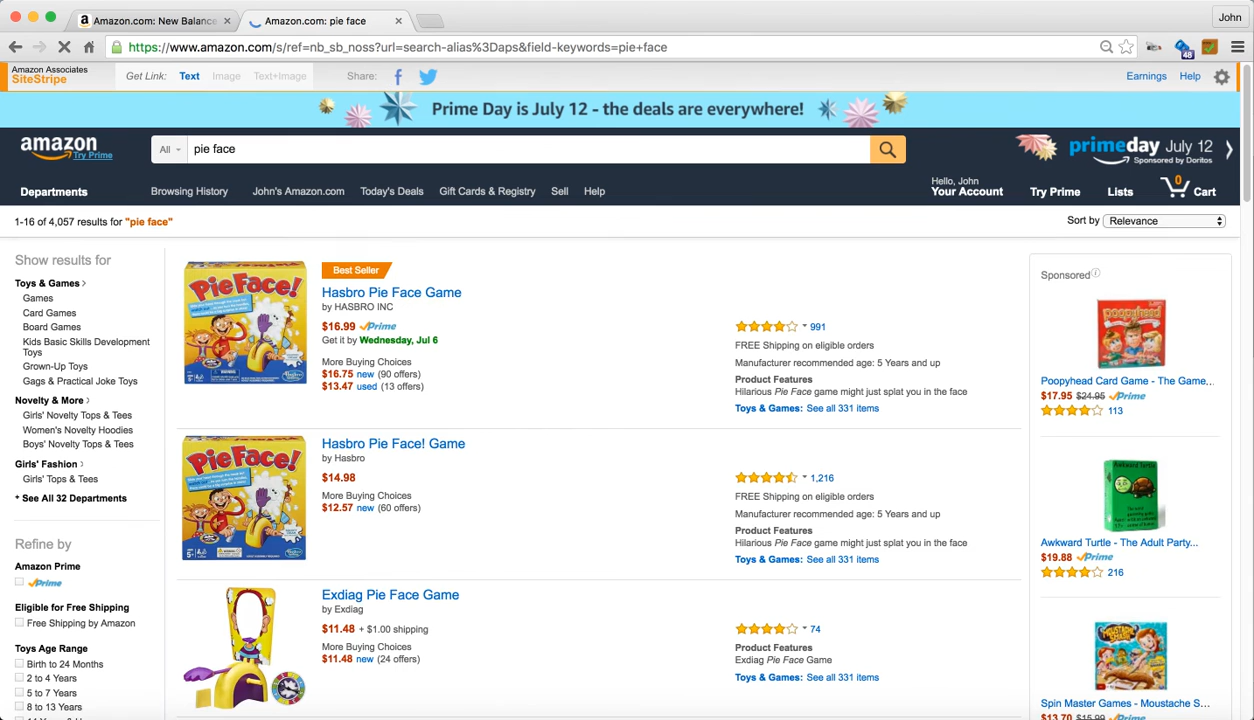 Amazon.com: New Balance
Amazon.com: pie face
John
https://www.amazon.com/s/ref=nb_sb_noss?url=search-alias%3Daps&field-keywords=pie+face
48
Amazon Associates
SiteStripe
Get Link: Text Image Text+Image
Share:
Earnings Help
Prime Day is July 12 - the deals are everywhere!
amazon
Try Prime
All
pie face
primeday July 12
Sponsored by Doritos
Departments
Browsing History John's Amazon.com Today's Deals Gift Cards & Registry Sell Help
Hello, John
Your Account
Try Prime
Lists
0
Cart
1-16 of 4,057 results for "pie face"
Sort by Relevance
Show results for
Toys & Games
Games
Card Games
Board Games
Kids Basic Skills Development
Toys
Grown-Up Toys
Gags & Practical Joke Toys
Novelty & More
Girls' Novelty Tops & Tees
Women's Novelty Hoodies
Boys' Novelty Tops & Tees
Girls' Fashion
Girls' Tops & Tees
+ See All 32 Departments
Refine by
Amazon Prime
Prime
Eligible for Free Shipping
Free Shipping by Amazon
Toys Age Range
Birth to 24 Months
2 to 4 Years
5 to 7 Years
8 to 13 Years
Pie Face!
Best Seller
Hasbro Pie Face Game
by HASBRO INC
$16.99 Prime
Get it by Wednesday, Jul 6
More Buying Choices
$16.75 new (90 offers)
$13.47 used (13 offers)
991
FREE Shipping on eligible orders
Manufacturer recommended age: 5 Years and up
Product Features
Hilarious Pie Face game might just splat you in the face
Toys & Games: See all 331 items
Pie Face!
Hasbro Pie Face! Game
by Hasbro
$14.98
More Buying Choices
$12.57 new (60 offers)
1,216
FREE Shipping on eligible orders
Manufacturer recommended age: 5 Years and up
Product Features
Hilarious Pie Face game might just splat you in the face
Toys & Games: See all 331 items
Exdiag Pie Face Game
by Exdiag
$11.48 + $1.00 shipping
More Buying Choices
$11.48 new (24 offers)
74
Product Features
Exdiag Pie Face Game
Toys & Games: See all 331 items
Sponsored
poopyhead
Poopyhead Card Game - The Game...
$17.95 $24.95 Prime
113
Awkward Turtle
Awkward Turtle - The Adult Party...
$19.88 Prime
216
Moustache Smash
Spin Master Games - Moustache S...
$13.70 $15.99 Prime